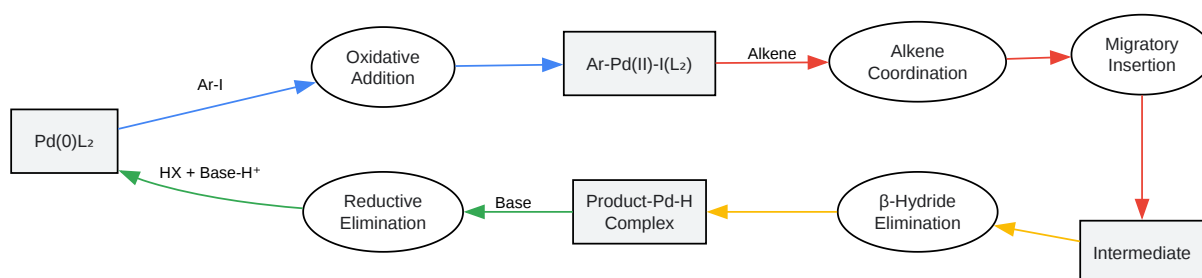 Pd(0)L₂
Ar-I
Oxidative
Addition
Ar-Pd(II)-I(L₂)
Alkene
Alkene
Coordination
Migratory
Insertion
Intermediate
β-Hydride
Elimination
Product-Pd-H
Complex
Base
Reductive
Elimination
HX + Base-H⁺